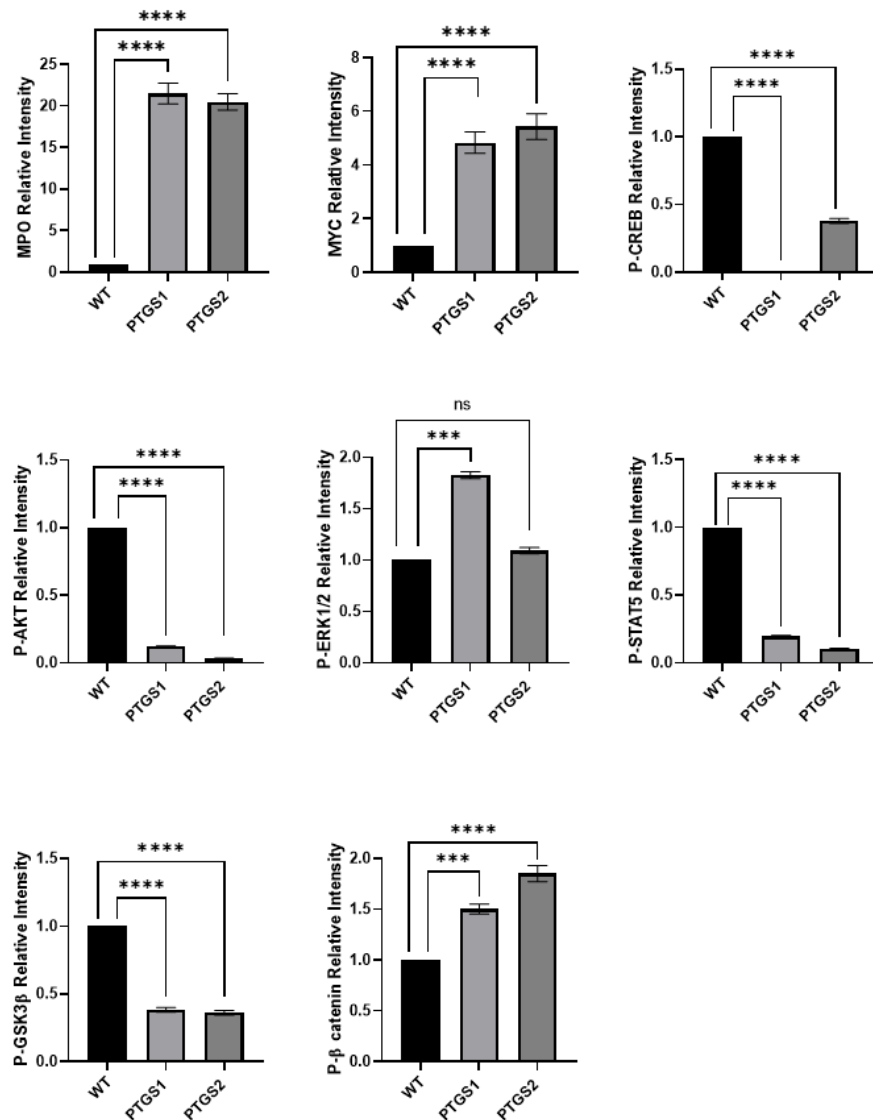 ****
****
MPO Relative Intensity
25
20
15
10
5
0
WT
PTGS1
PTGS2
****
****
MYC Relative Intensity
8
6
4
2
0
WT
PTGS1
PTGS2
****
****
P-CREB Relative Intensity
1.5
1.0
0.5
0.0
WT
PTGS1
PTGS2
****
****
P-AKT Relative Intensity
1.5
1.0
0.5
0.0
WT
PTGS1
PTGS2
ns
***
P-ERK1/2 Relative Intensity
2.0
1.5
1.0
0.5
0.0
WT
PTGS1
PTGS2
****
****
P-STAT5 Relative Intensity
1.5
1.0
0.5
0.0
WT
PTGS1
PTGS2
****
****
P-GSK3β Relative Intensity
1.5
1.0
0.5
0.0
WT
PTGS1
PTGS2
****
***
P-β catenin Relative Intensity
2.0
1.5
1.0
0.5
0.0
WT
PTGS1
PTGS2